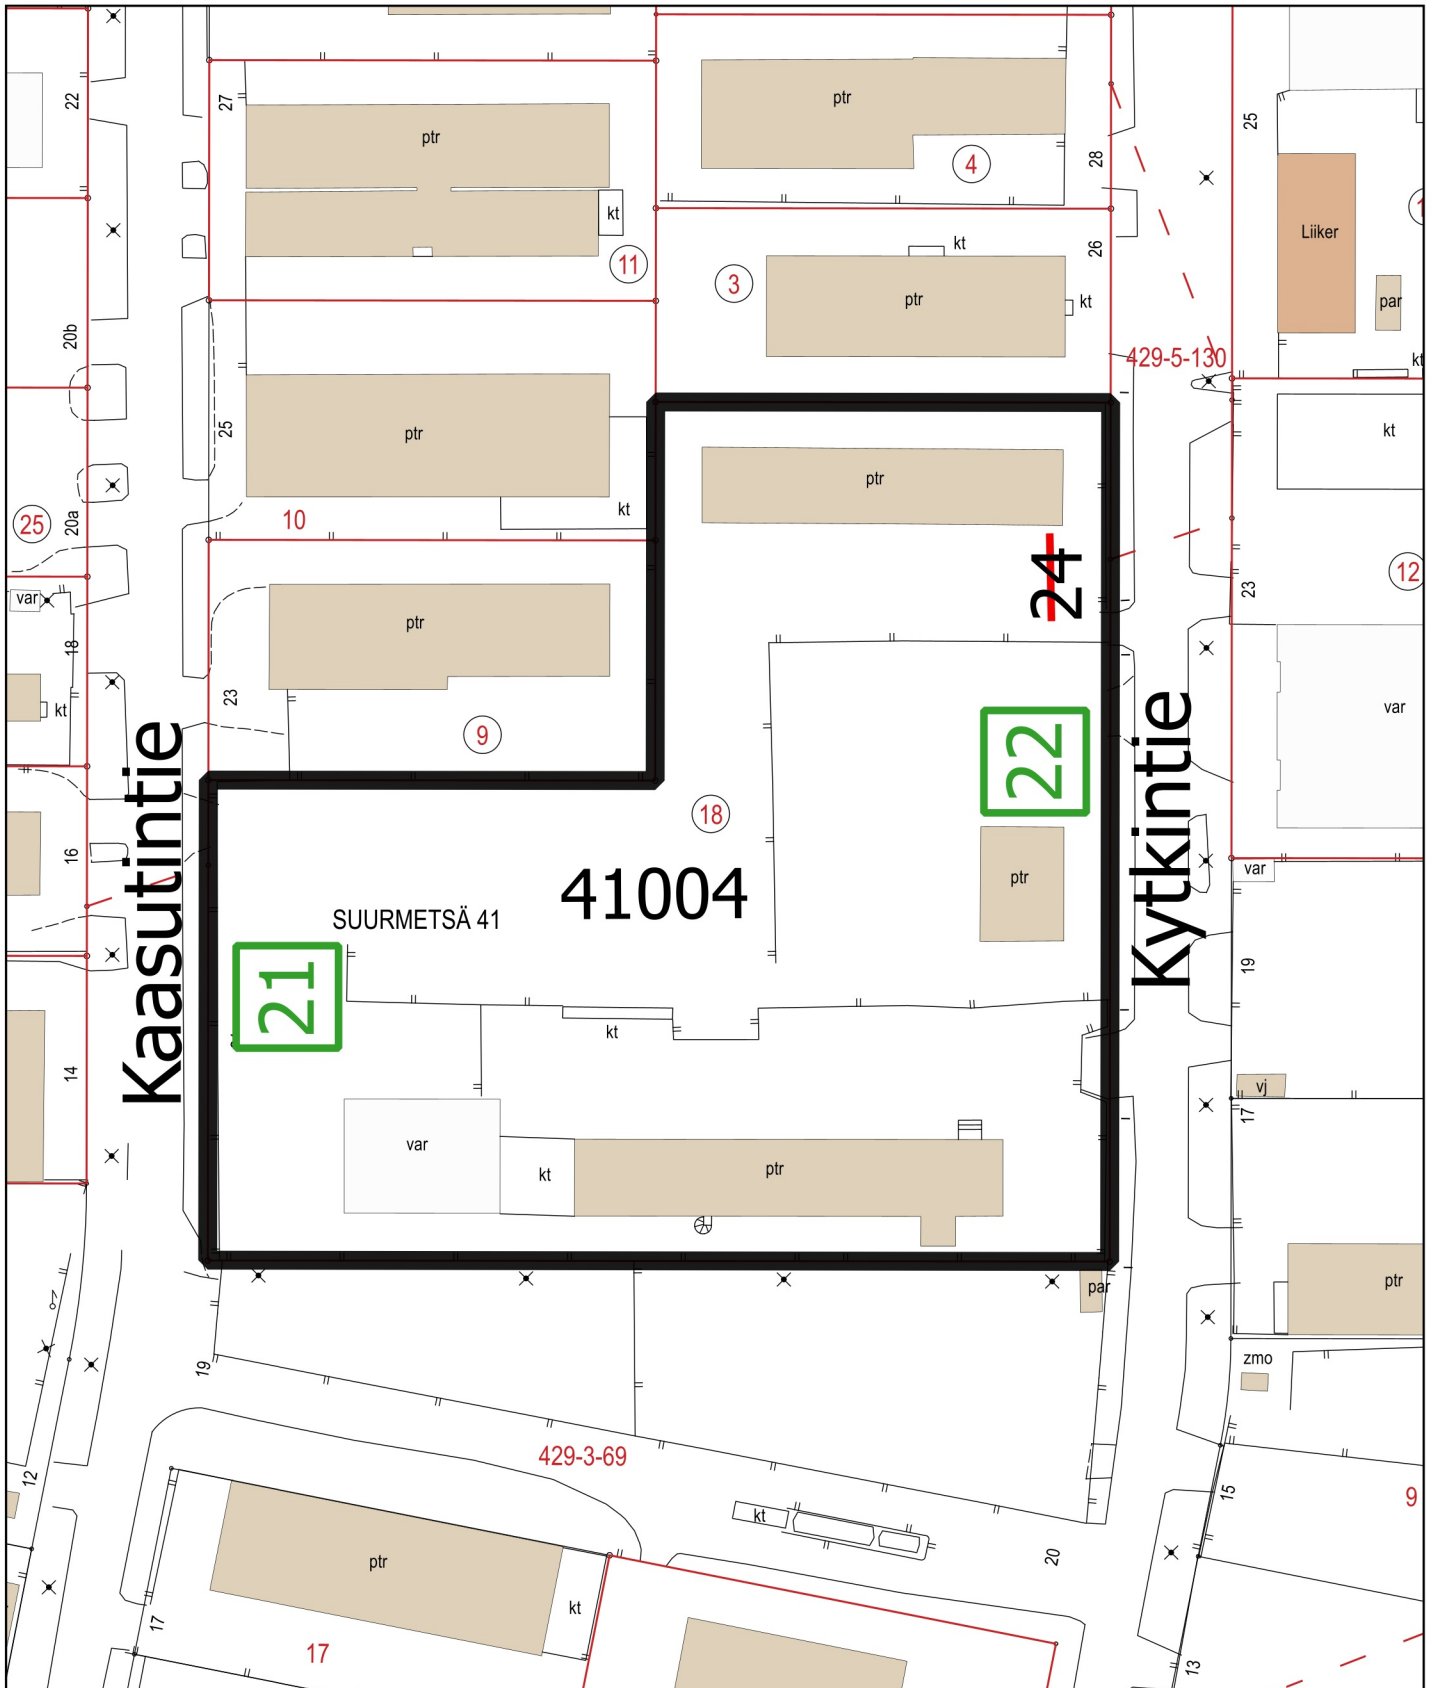 22
27
ptr
ptr
4
28
25
kt
11
3
kt
26
Liiker
ptr
kt
par
20b
429-5-130
kt
25
ptr
kt
ptr
kt
10
25
20a
24
12
23
var
18
ptr
kt
23
9
22
var
Kaasutintie
Kytkintie
18
16
41004
ptr
var
SUURMETSÄ 41
21
19
kt
14
vj
17
var
kt
ptr
par
ptr
19
zmo
429-3-69
12
15
9
kt
ptr
20
kt
17
17
13